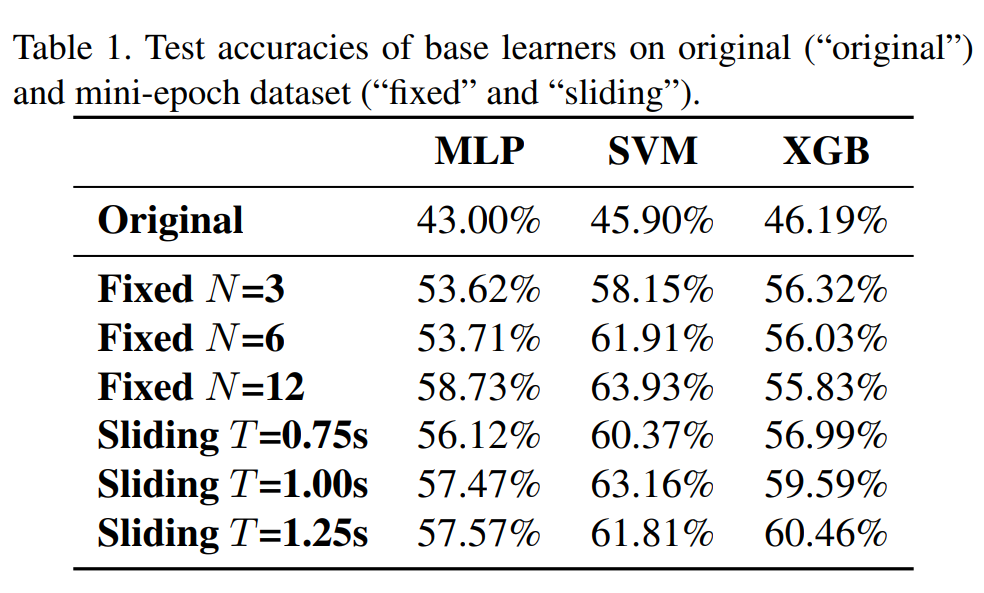 Table 1. Test accuracies of base learners on original (“original”)
and mini-epoch dataset (“fixed” and “sliding”).
MLP SVM XGB
Original 43.00% 45.90% 46.19%
Fixed N=3 53.62% 58.15% 56.32%
Fixed N=6 53.71% 61.91% 56.03%
Fixed N=12 58.73% 63.93% 55.83%
Sliding T=0.75s 56.12% 60.37% 56.99%
Sliding T=1.00s 57.47% 63.16% 59.59%
Sliding T=1.25s 57.57% 61.81% 60.46%